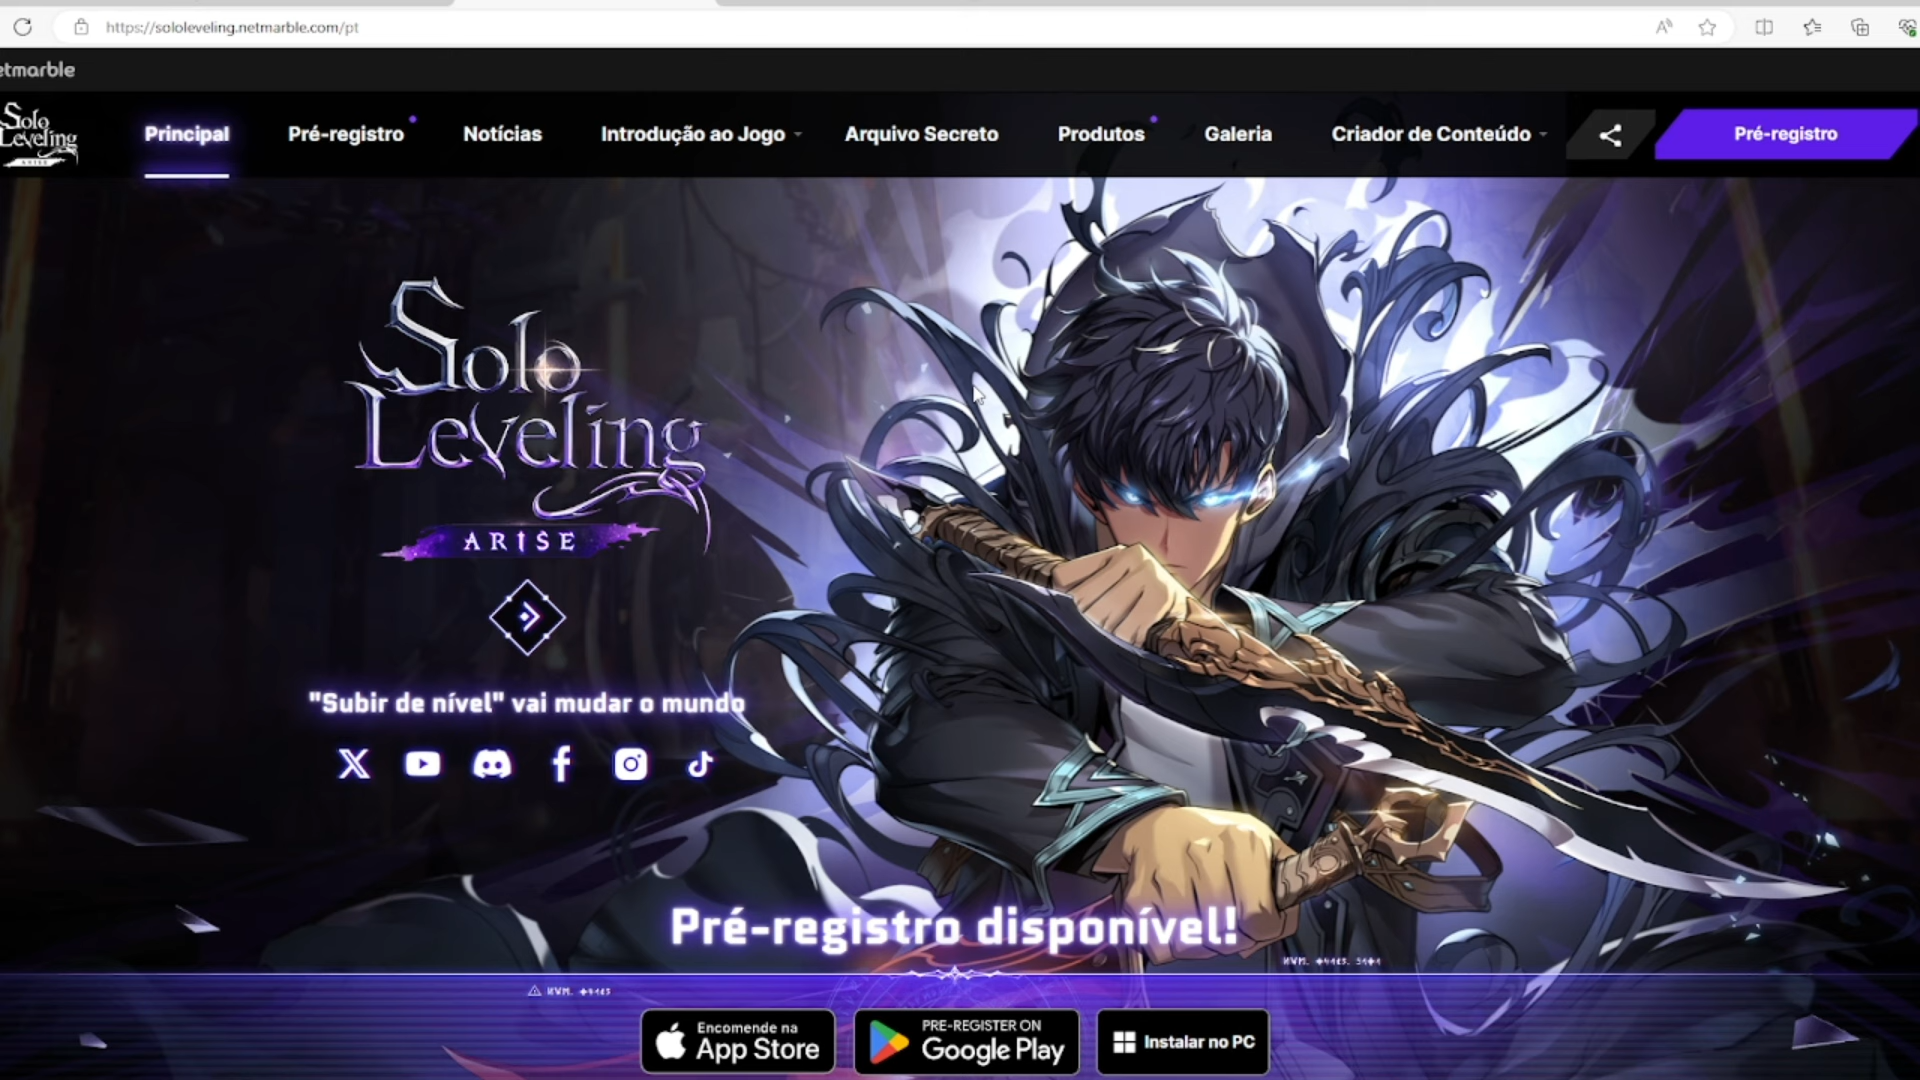 https://sololeveling.netmarble.com/pt
etmarble
Solo
Leveling
ARISE
Principal
Pré-registro
Notícias
Introdução ao Jogo
Arquivo Secreto
Produtos
Galeria
Criador de Conteúdo
Pré-registro
Solo
Leveling
ARISE
"Subir de nível" vai mudar o mundo
Pré-registro disponível!
Encomende na
App Store
PRE-REGISTER ON
Google Play
Instalar no PC